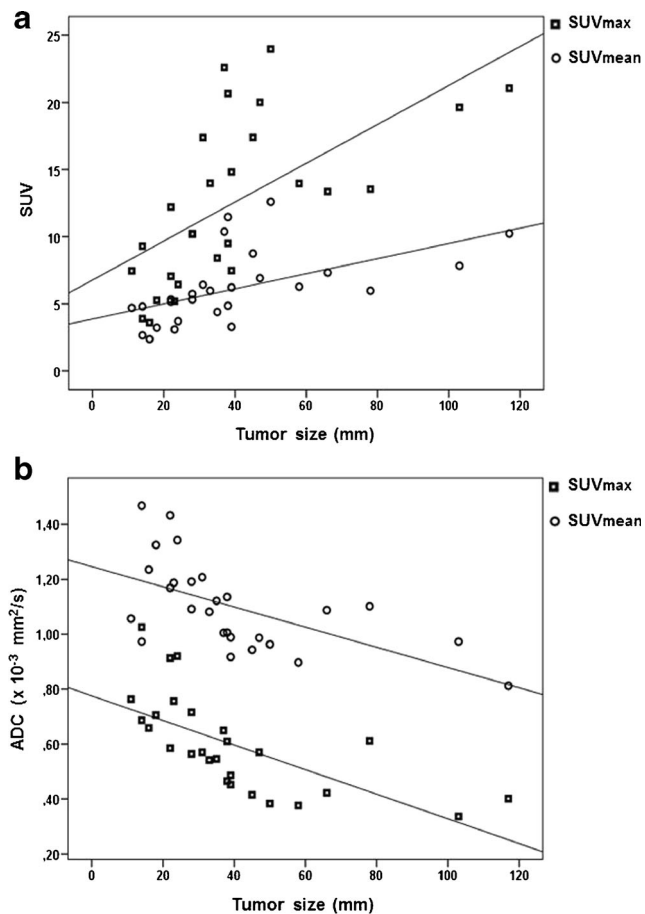 a
SUVmax
SUVmean
25
20
15
10
5
0
SUV
0 20 40 60 80 100 120
Tumor size (mm)
b
SUVmax
SUVmean
1,40
1,20
1,00
,80
,60
,40
,20
ADC (x 10⁻³ mm²/s)
0 20 40 60 80 100 120
Tumor size (mm)